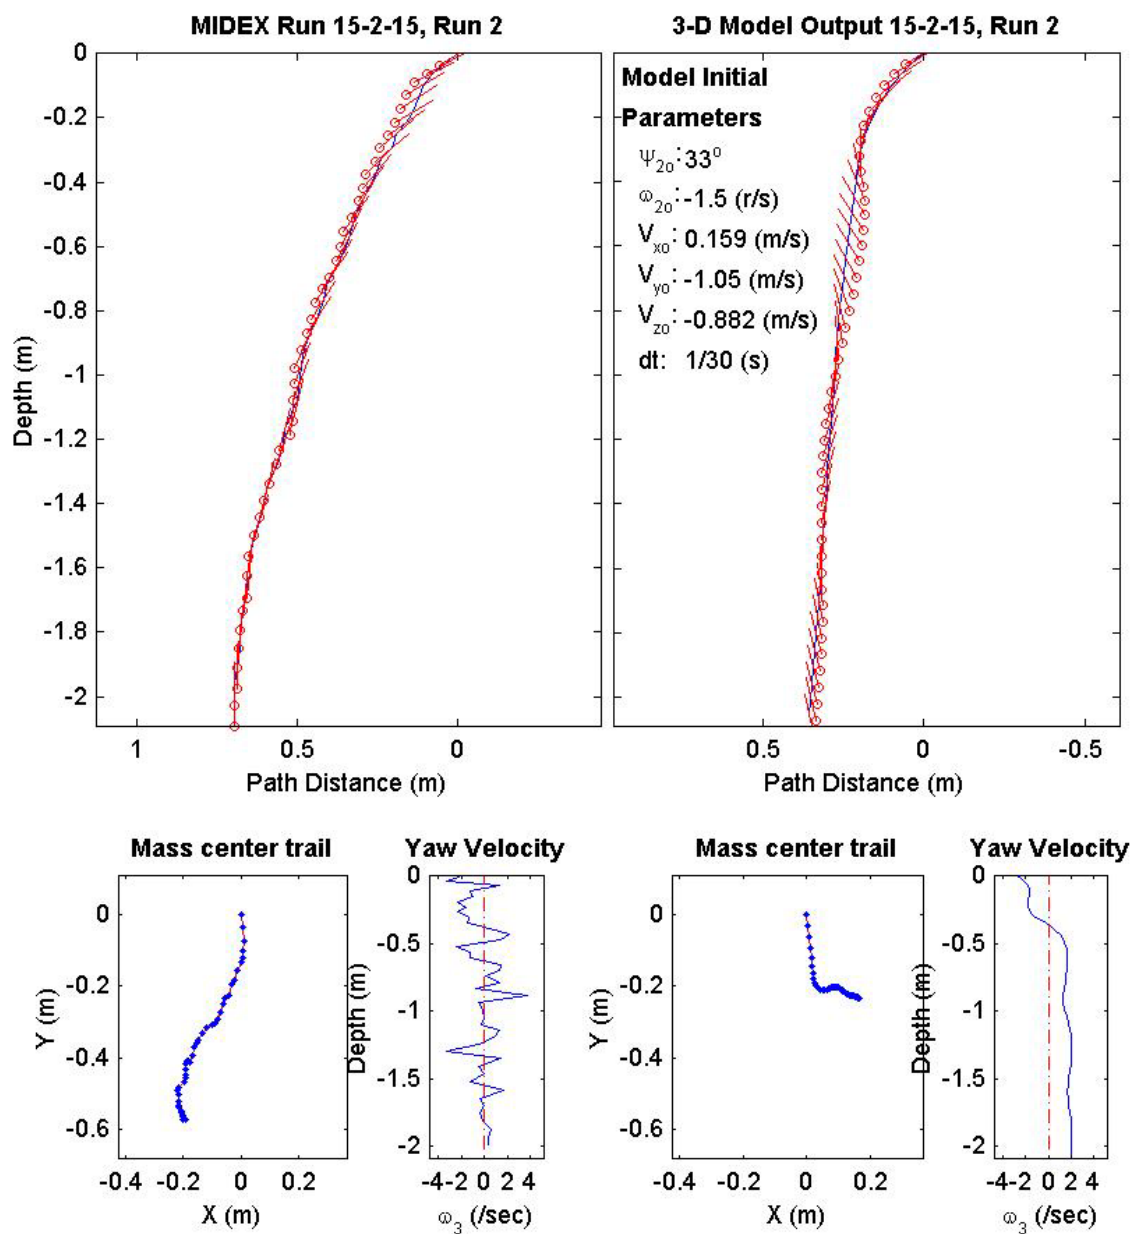 MIDEX Run 15-2-15, Run 2
3-D Model Output 15-2-15, Run 2
0
-0.2
-0.4
-0.6
-0.8
-1
-1.2
-1.4
-1.6
-1.8
-2
Depth (m)
1 0.5 0
Path Distance (m)
Model Initial
Parameters
Ψ2o: 33o
ω2o: -1.5 (r/s)
Vxo: 0.159 (m/s)
Vyo: -1.05 (m/s)
Vzo: -0.882 (m/s)
dt: 1/30 (s)
0.5 0 -0.5
Path Distance (m)
Mass center trail
0
-0.2
-0.4
-0.6
Y (m)
-0.4 -0.2 0 0.2
X (m)
Yaw Velocity
0
-0.5
-1
-1.5
-2
Depth (m)
-4 -2 0 2 4
ω3 (/sec)
Mass center trail
0
-0.2
-0.4
-0.6
Y (m)
-0.4 -0.2 0 0.2
X (m)
Yaw Velocity
0
-0.5
-1
-1.5
-2
Depth (m)
-4 -2 0 2 4
ω3 (/sec)